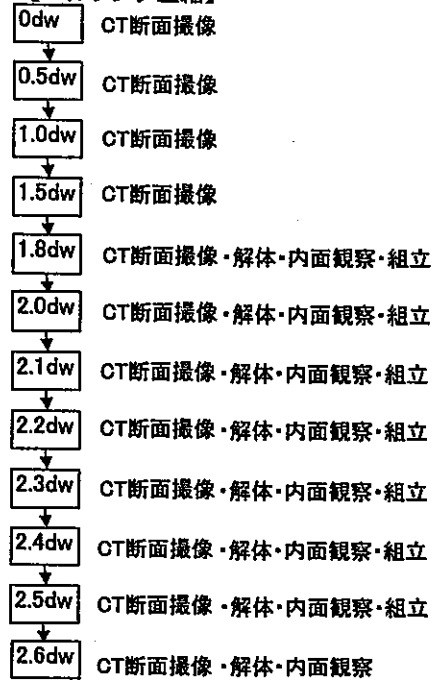 0dw CT断面撮像
0.5dw CT断面撮像
1.0dw CT断面撮像
1.5dw CT断面撮像
1.8dw CT断面撮像・解体・内面観察・組立
2.0dw CT断面撮像・解体・内面観察・組立
2.1dw CT断面撮像・解体・内面観察・組立
2.2dw CT断面撮像・解体・内面観察・組立
2.3dw CT断面撮像・解体・内面観察・組立
2.4dw CT断面撮像・解体・内面観察・組立
2.5dw CT断面撮像・解体・内面観察・組立
2.6dw CT断面撮像・解体・内面観察